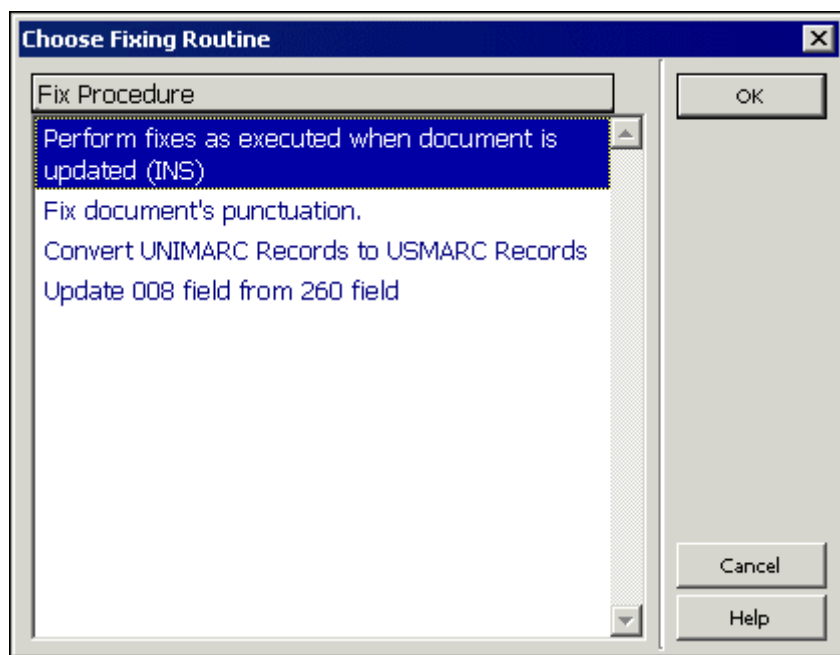 Choose Fixing Routine
Fix Procedure
OK
Perform fixes as executed when document is
updated (INS)
Fix document's punctuation.
Convert UNIMARC Records to USMARC Records
Update 008 field from 260 field
Cancel
Help